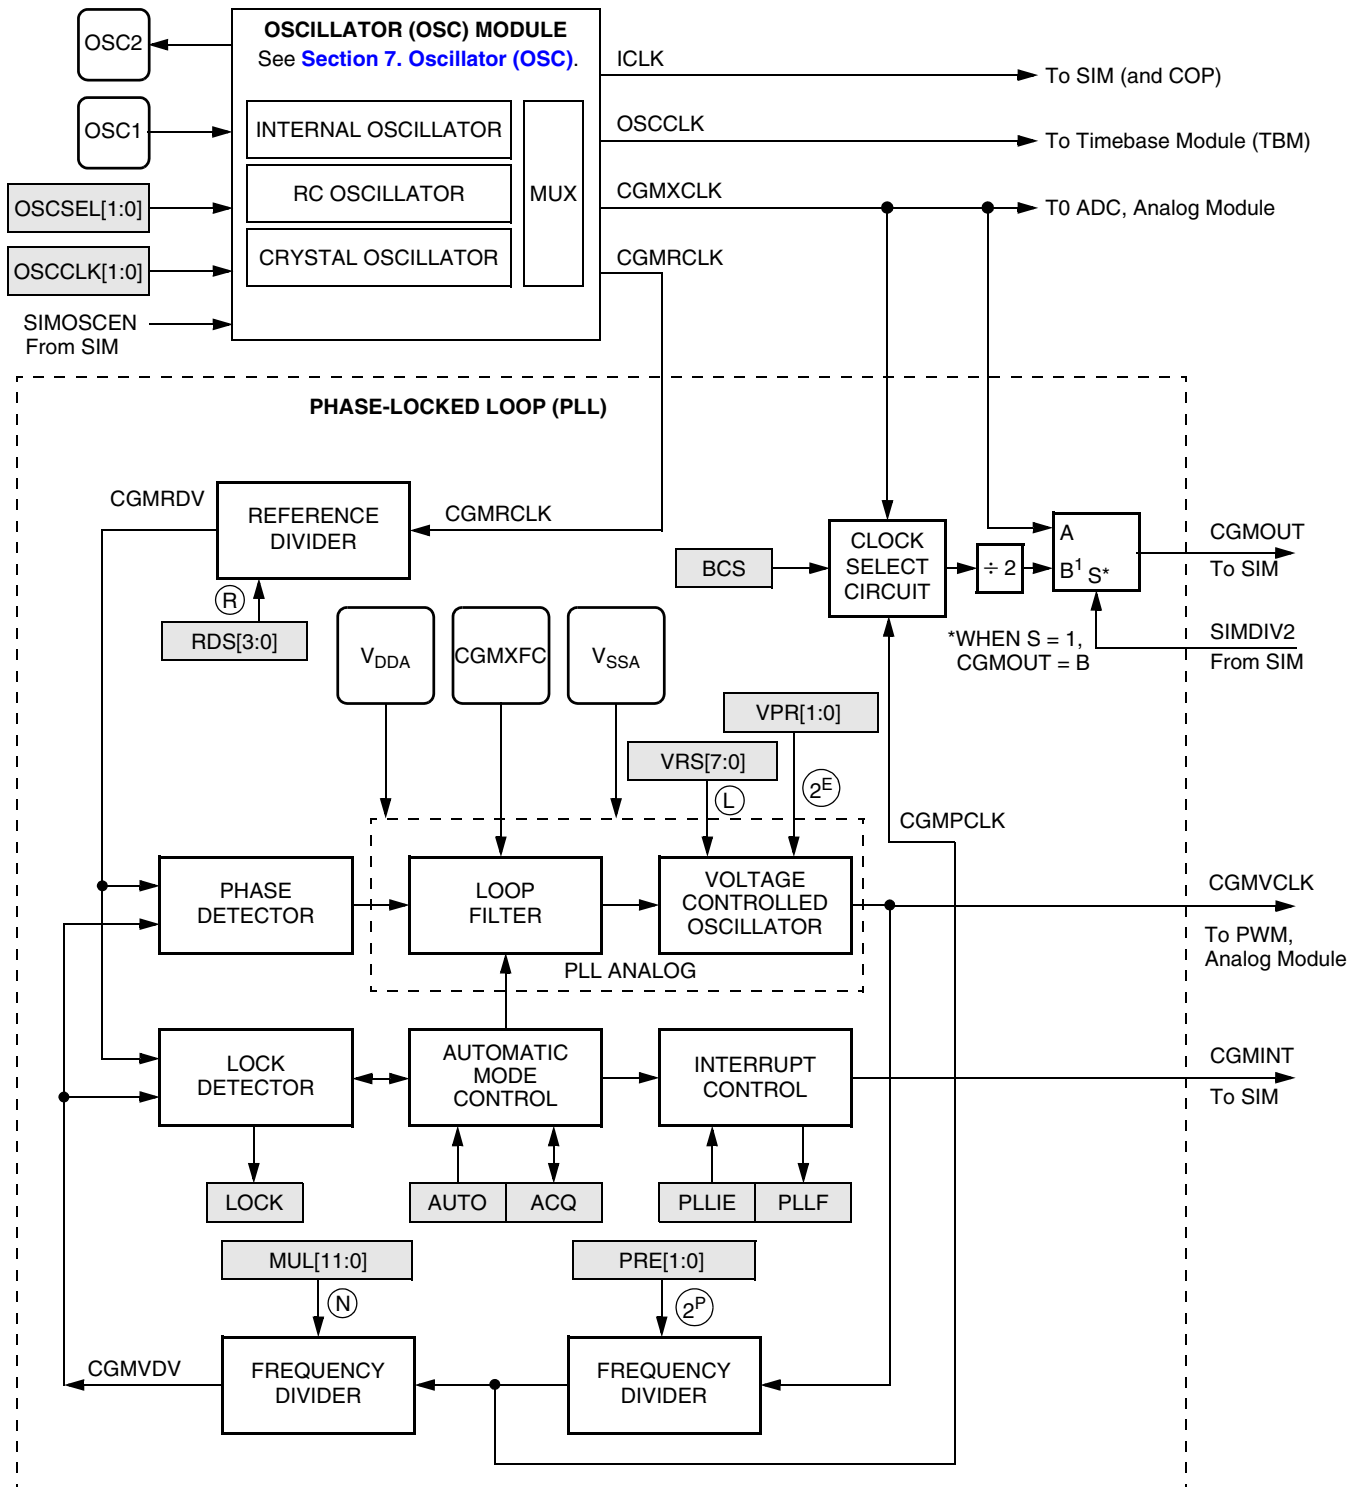 OSC2
OSCILLATOR (OSC) MODULE
See Section 7. Oscillator (OSC).
ICLK
To SIM (and COP)
OSC1
INTERNAL OSCILLATOR
OSCCLK
To Timebase Module (TBM)
OSCSEL[1:0]
RC OSCILLATOR
MUX
CGMXCLK
T0 ADC, Analog Module
OSCCLK[1:0]
CRYSTAL OSCILLATOR
CGMRCLK
SIMOSCEN
From SIM
PHASE-LOCKED LOOP (PLL)
CGMRDV
REFERENCE
DIVIDER
CGMRCLK
R
RDS[3:0]
BCS
CLOCK
SELECT
CIRCUIT
÷ 2
A
B1 S*
CGMOUT
To SIM
*WHEN S = 1,
CGMOUT = B
SIMDIV2
From SIM
VDDA
CGMXFC
VSSA
VPR[1:0]
VRS[7:0]
L
2E
CGMPCLK
PHASE
DETECTOR
LOOP
FILTER
VOLTAGE
CONTROLLED
OSCILLATOR
CGMVCLK
To PWM,
Analog Module
PLL ANALOG
LOCK
DETECTOR
AUTOMATIC
MODE
CONTROL
INTERRUPT
CONTROL
CGMINT
To SIM
LOCK
AUTO
ACQ
PLLIE
PLLF
MUL[11:0]
PRE[1:0]
N
2P
CGMVDV
FREQUENCY
DIVIDER
FREQUENCY
DIVIDER